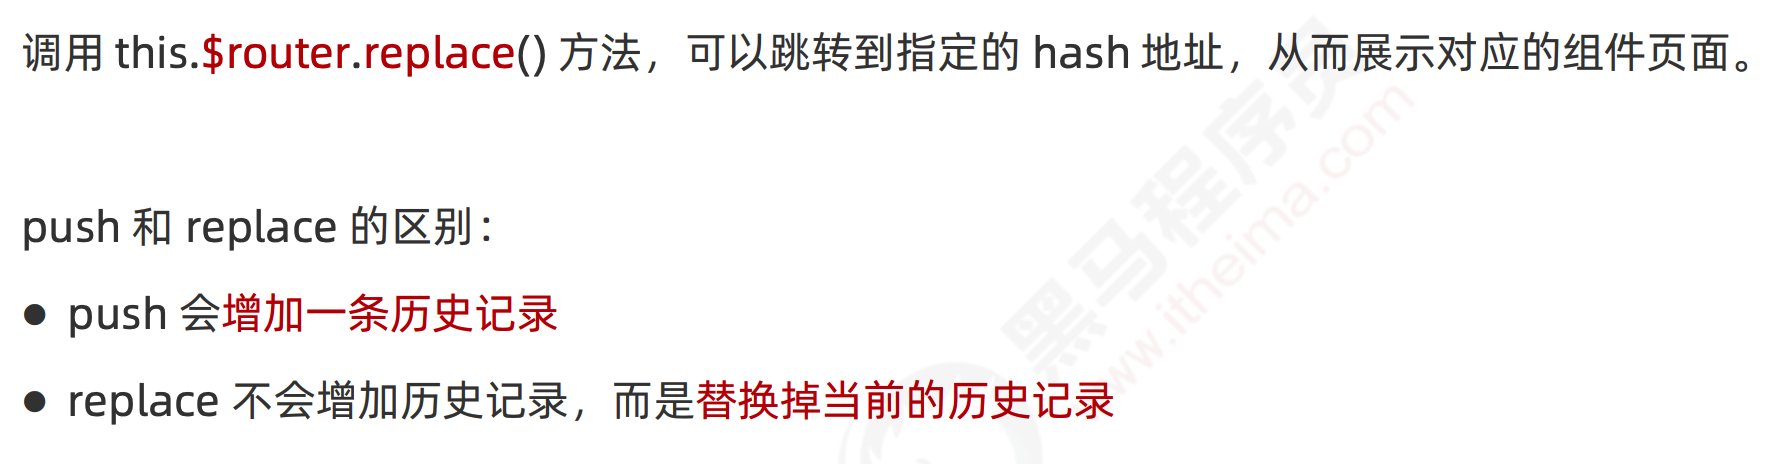 调用 this.$router.replace() 方法，可以跳转到指定的 hash 地址，从而展示对应的组件页面。
push 和 replace 的区别：
● push 会增加一条历史记录
● replace 不会增加历史记录，而是替换掉当前的历史记录
黑马程序员
www.itheima.com